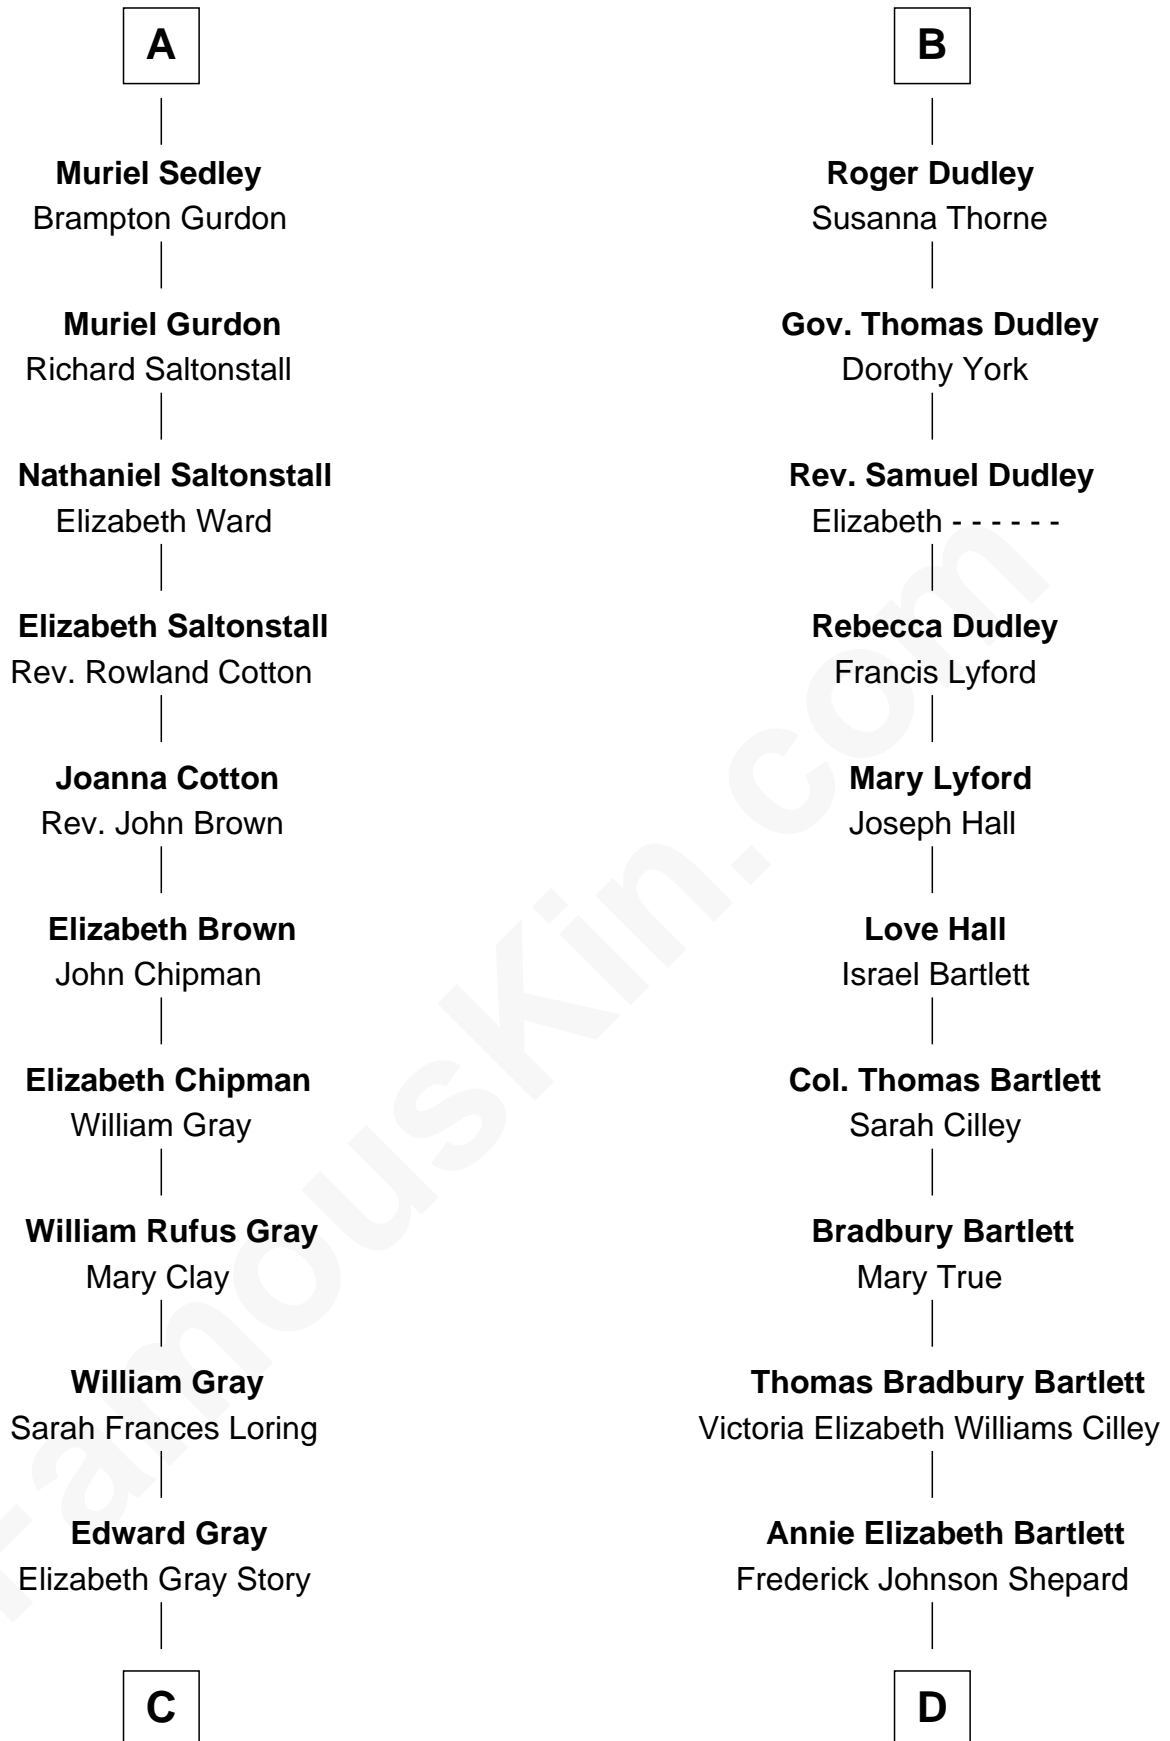 A
Muriel Sedley
Brampton Gurdon
Muriel Gurdon
Richard Saltonstall
Nathaniel Saltonstall
Elizabeth Ward
Elizabeth Saltonstall
Rev. Rowland Cotton
Joanna Cotton
Rev. John Brown
Elizabeth Brown
John Chipman
Elizabeth Chipman
William Gray
William Rufus Gray
Mary Clay
William Gray
Sarah Frances Loring
Edward Gray
Elizabeth Gray Story
C
B
Roger Dudley
Susanna Thorne
Gov. Thomas Dudley
Dorothy York
Rev. Samuel Dudley
Elizabeth - - - - - -
Rebecca Dudley
Francis Lyford
Mary Lyford
Joseph Hall
Love Hall
Israel Bartlett
Col. Thomas Bartlett
Sarah Cilley
Bradbury Bartlett
Mary True
Thomas Bradbury Bartlett
Victoria Elizabeth Williams Cilley
Annie Elizabeth Bartlett
Frederick Johnson Shepard
D
FamousKin.com